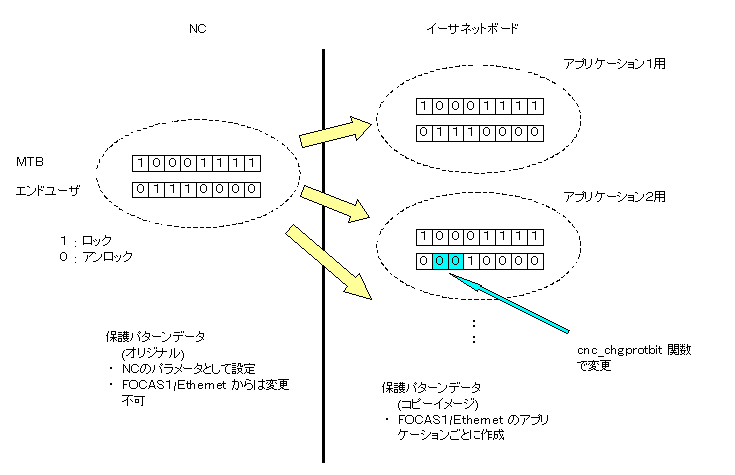 NC
イーサネットボード
アプリケーション1用
1 0 0 0 1 1 1 1
0 1 1 1 0 0 0 0
MTB
1 0 0 0 1 1 1 1
エンドユーザ
0 1 1 1 0 0 0 0
アプリケーション2用
1 0 0 0 1 1 1 1
0 0 0 1 0 0 0 0
1 : ロック
0 : アンロック
cnc_chgprotbit 関数
で変更
保護パターンデータ
(オリジナル)
・ NCのパラメータとして設定
・ FOCAS1/Ethernet からは変更
不可
保護パターンデータ
(コピーイメージ)
・ FOCAS1/Ethernet のアプリ
ケーションごとに作成